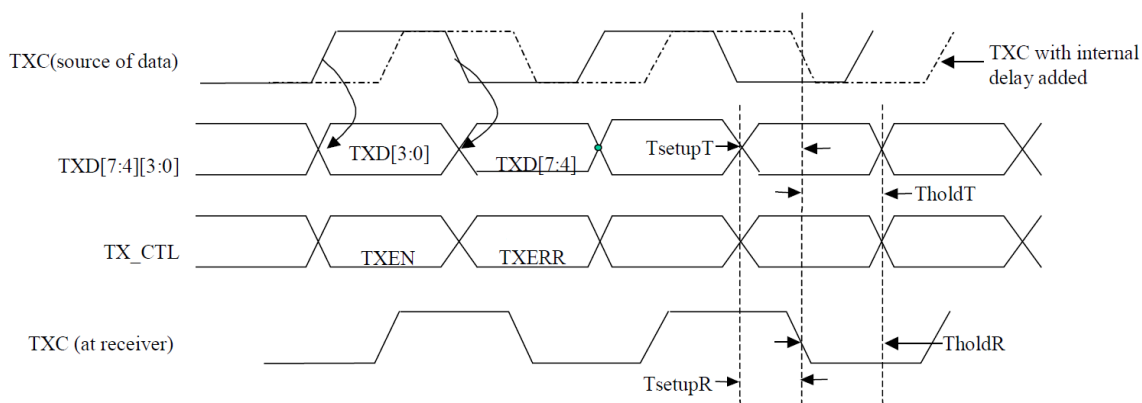 TXC(source of data)
TXC with internal
delay added
TXD[7:4][3:0]
TXD[3:0]
TXD[7:4]
TsetupT
TholdT
TX_CTL
TXEN
TXERR
TXC (at receiver)
TholdR
TsetupR